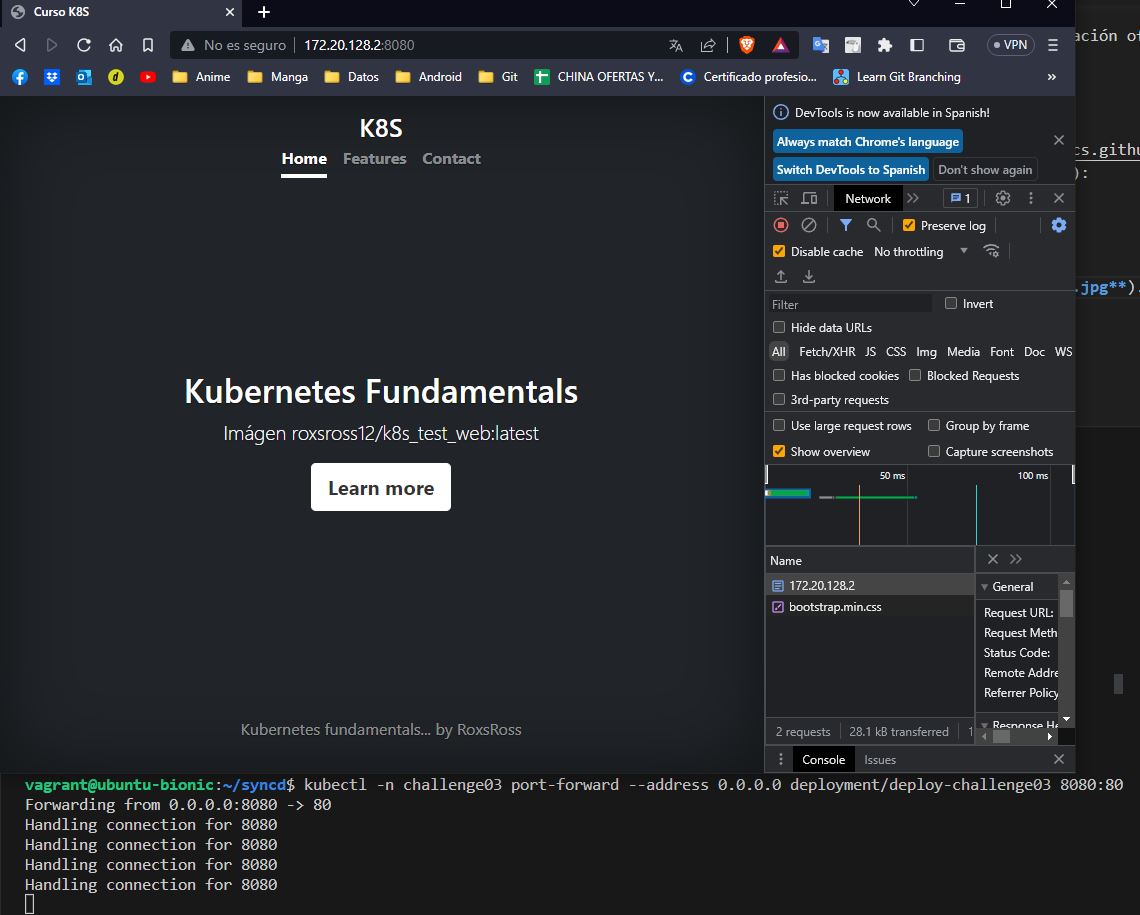 Curso K8S
No es seguro
172.20.128.2:8080
VPN
Anime
Manga
Datos
Android
Git
CHINA OFERTAS Y...
Certificado profesio...
Learn Git Branching
»
K8S
Home Features Contact
Kubernetes Fundamentals
Imágen roxsross12/k8s_test_web:latest
Learn more
Kubernetes fundamentals... by RoxsRoss
DevTools is now available in Spanish!
Always match Chrome's language
Switch DevTools to Spanish Don't show again
Network » 1
Preserve log
Disable cache No throttling
Filter Invert
Hide data URLs
All Fetch/XHR JS CSS Img Media Font Doc WS
Has blocked cookies Blocked Requests
3rd-party requests
Use large request rows Group by frame
Show overview Capture screenshots
50 ms 100 ms
Name
172.20.128.2
bootstrap.min.css
»
General
Request URL:
Request Meth
Status Code:
Remote Addre
Referrer Policy
Response He
2 requests 28.1 kB transferred 1
Console Issues
ación of
cs.githu
):
.jpg**).
vagrant@ubuntu-bionic:~/syncd$ kubectl -n challenge03 port-forward --address 0.0.0.0 deployment/deploy-challenge03 8080:80
Forwarding from 0.0.0.0:8080 -> 80
Handling connection for 8080
Handling connection for 8080
Handling connection for 8080
Handling connection for 8080